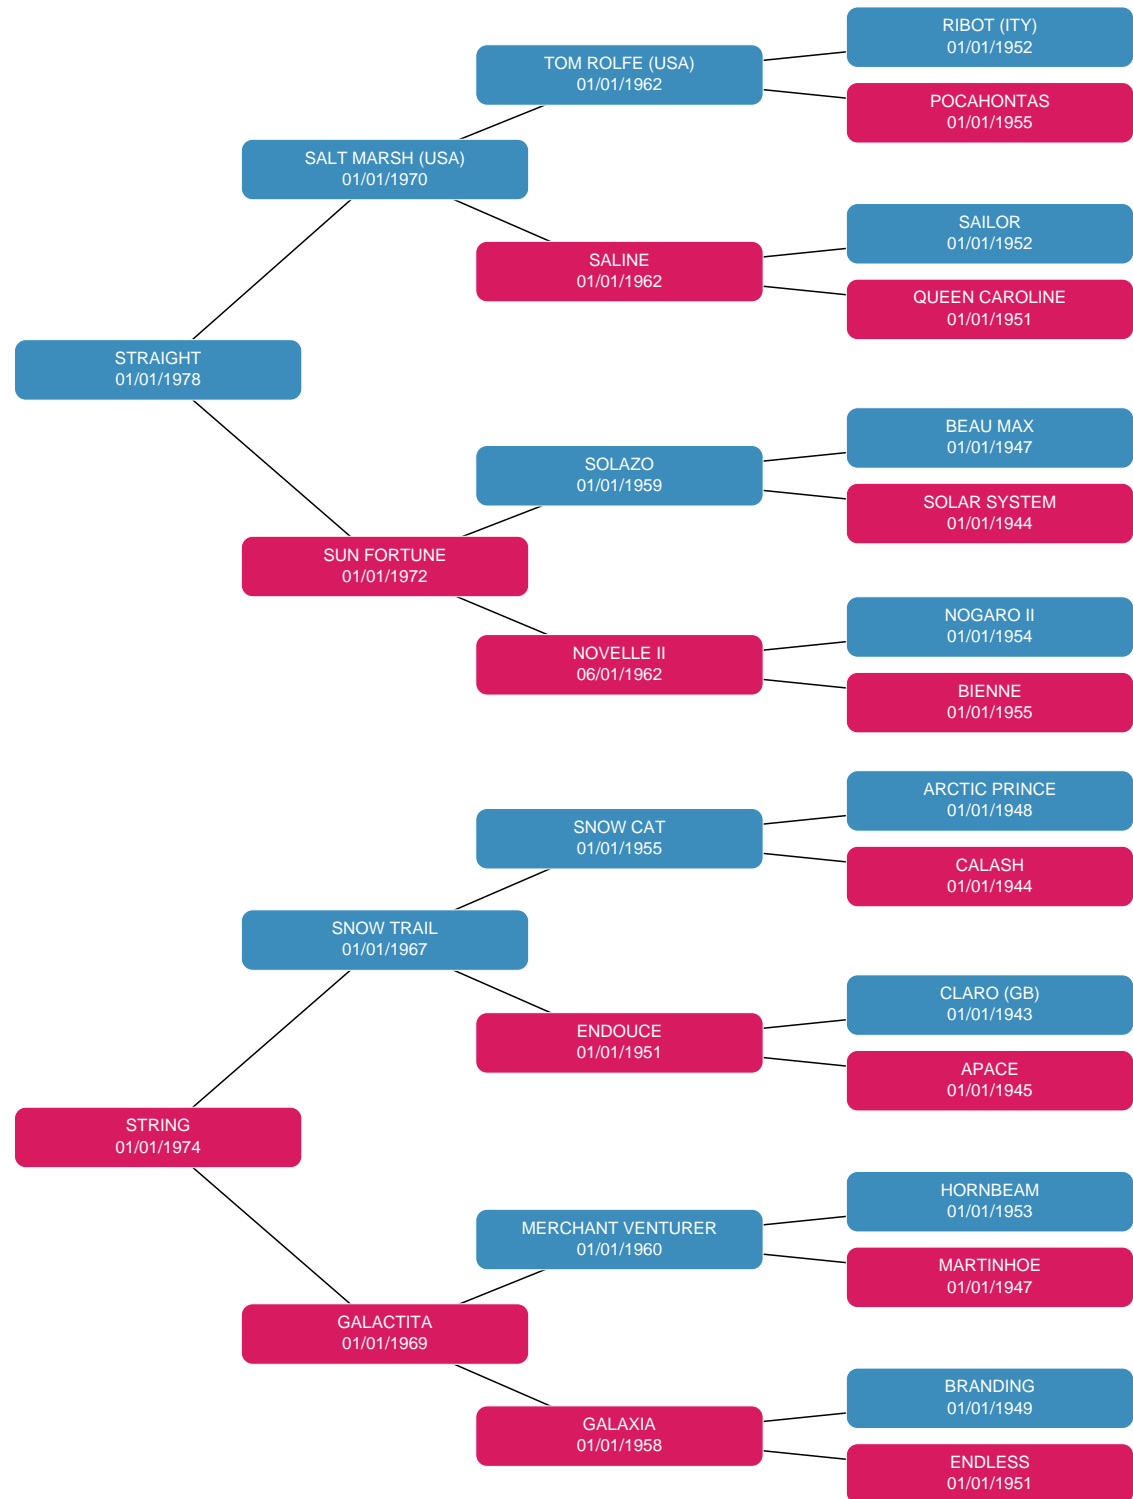 RIBOT (ITY)
01/01/1952
TOM ROLFE (USA)
01/01/1962
POCAHONTAS
01/01/1955
SALT MARSH (USA)
01/01/1970
SAILOR
01/01/1952
SALINE
01/01/1962
QUEEN CAROLINE
01/01/1951
STRAIGHT
01/01/1978
BEAU MAX
01/01/1947
SOLAZO
01/01/1959
SOLAR SYSTEM
01/01/1944
SUN FORTUNE
01/01/1972
NOGARO II
01/01/1954
NOVELLE II
06/01/1962
BIENNE
01/01/1955
ARCTIC PRINCE
01/01/1948
SNOW CAT
01/01/1955
CALASH
01/01/1944
SNOW TRAIL
01/01/1967
CLARO (GB)
01/01/1943
ENDOUCE
01/01/1951
APACE
01/01/1945
STRING
01/01/1974
HORNBEAM
01/01/1953
MERCHANT VENTURER
01/01/1960
MARTINHOE
01/01/1947
GALACTITA
01/01/1969
BRANDING
01/01/1949
GALAXIA
01/01/1958
ENDLESS
01/01/1951